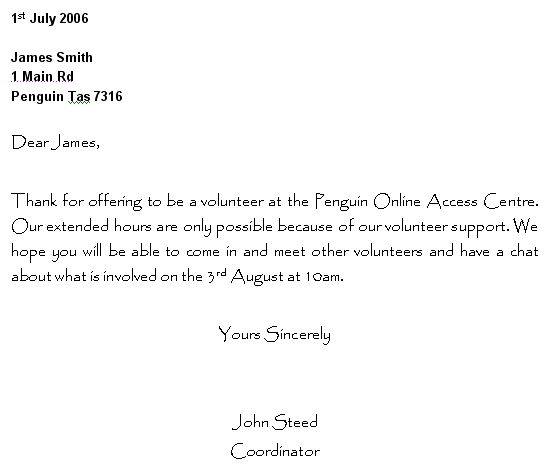 1st July 2006
James Smith
1 Main Rd
Penguin Tas 7316
Dear James,
Thank for offering to be a volunteer at the Penguin Online Access Centre.
Our extended hours are only possible because of our volunteer support. We
hope you will be able to come in and meet other volunteers and have a chat
about what is involved on the 3rd August at 10am.
Yours Sincerely
John Steed
Coordinator